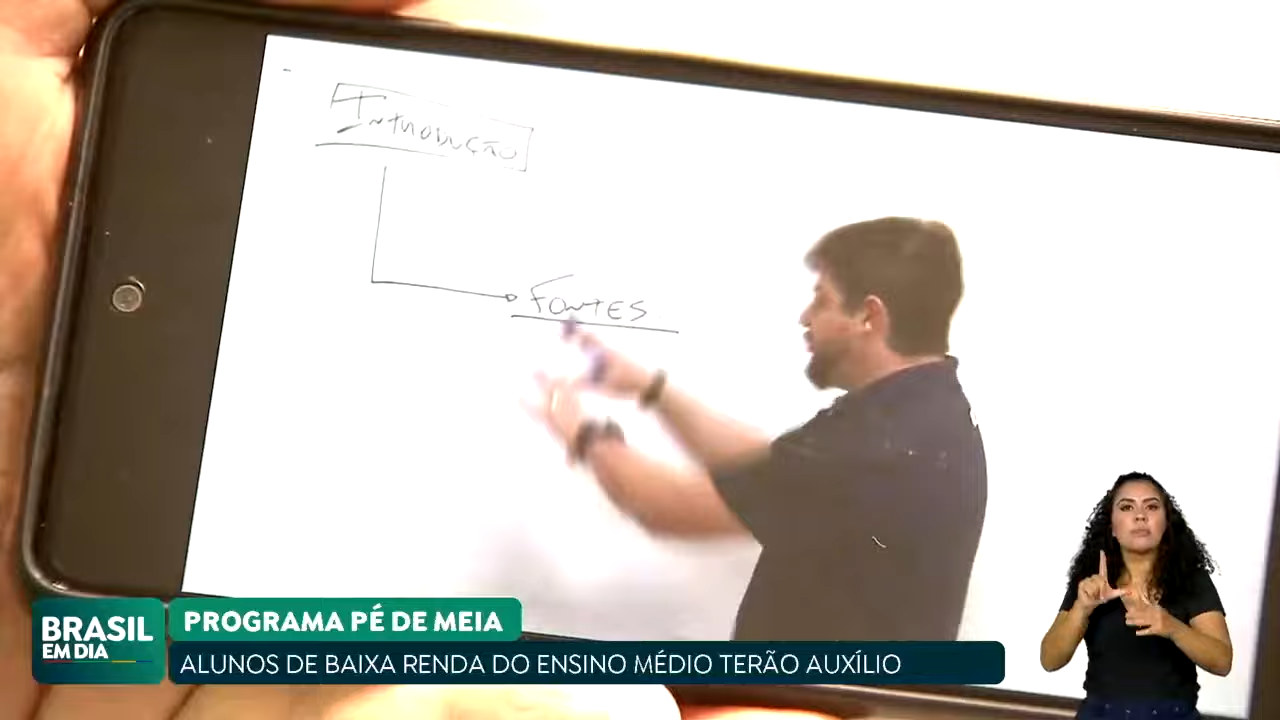 INTRODUÇÃO
FONTES
BRASIL
EM DIA
PROGRAMA PÉ DE MEIA
ALUNOS DE BAIXA RENDA DO ENSINO MÉDIO TERÃO AUXÍLIO